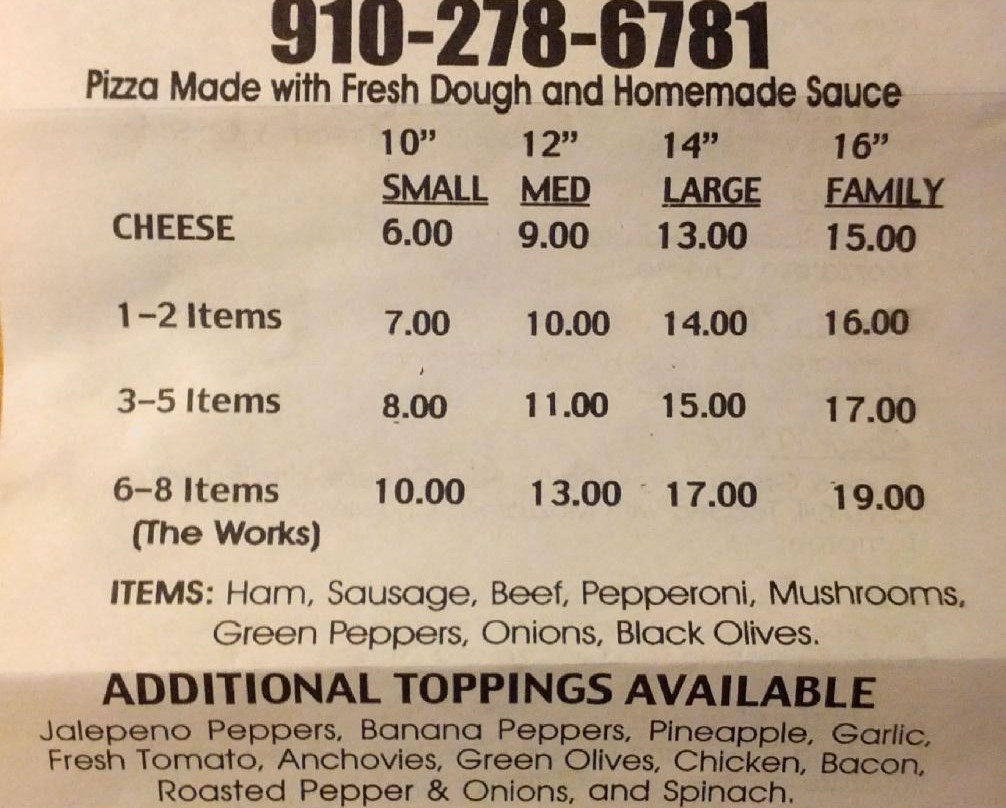 910-278-6781
Pizza Made with Fresh Dough and Homemade Sauce
10” 12” 14” 16”
SMALL MED LARGE FAMILY
CHEESE 6.00 9.00 13.00 15.00
1–2 Items 7.00 10.00 14.00 16.00
3–5 Items 8.00 11.00 15.00 17.00
6–8 Items 10.00 13.00 17.00 19.00
(The Works)
ITEMS: Ham, Sausage, Beef, Pepperoni, Mushrooms,
Green Peppers, Onions, Black Olives.
ADDITIONAL TOPPINGS AVAILABLE
Jalepeno Peppers, Banana Peppers, Pineapple, Garlic,
Fresh Tomato, Anchovies, Green Olives, Chicken, Bacon,
Roasted Pepper & Onions, and Spinach.